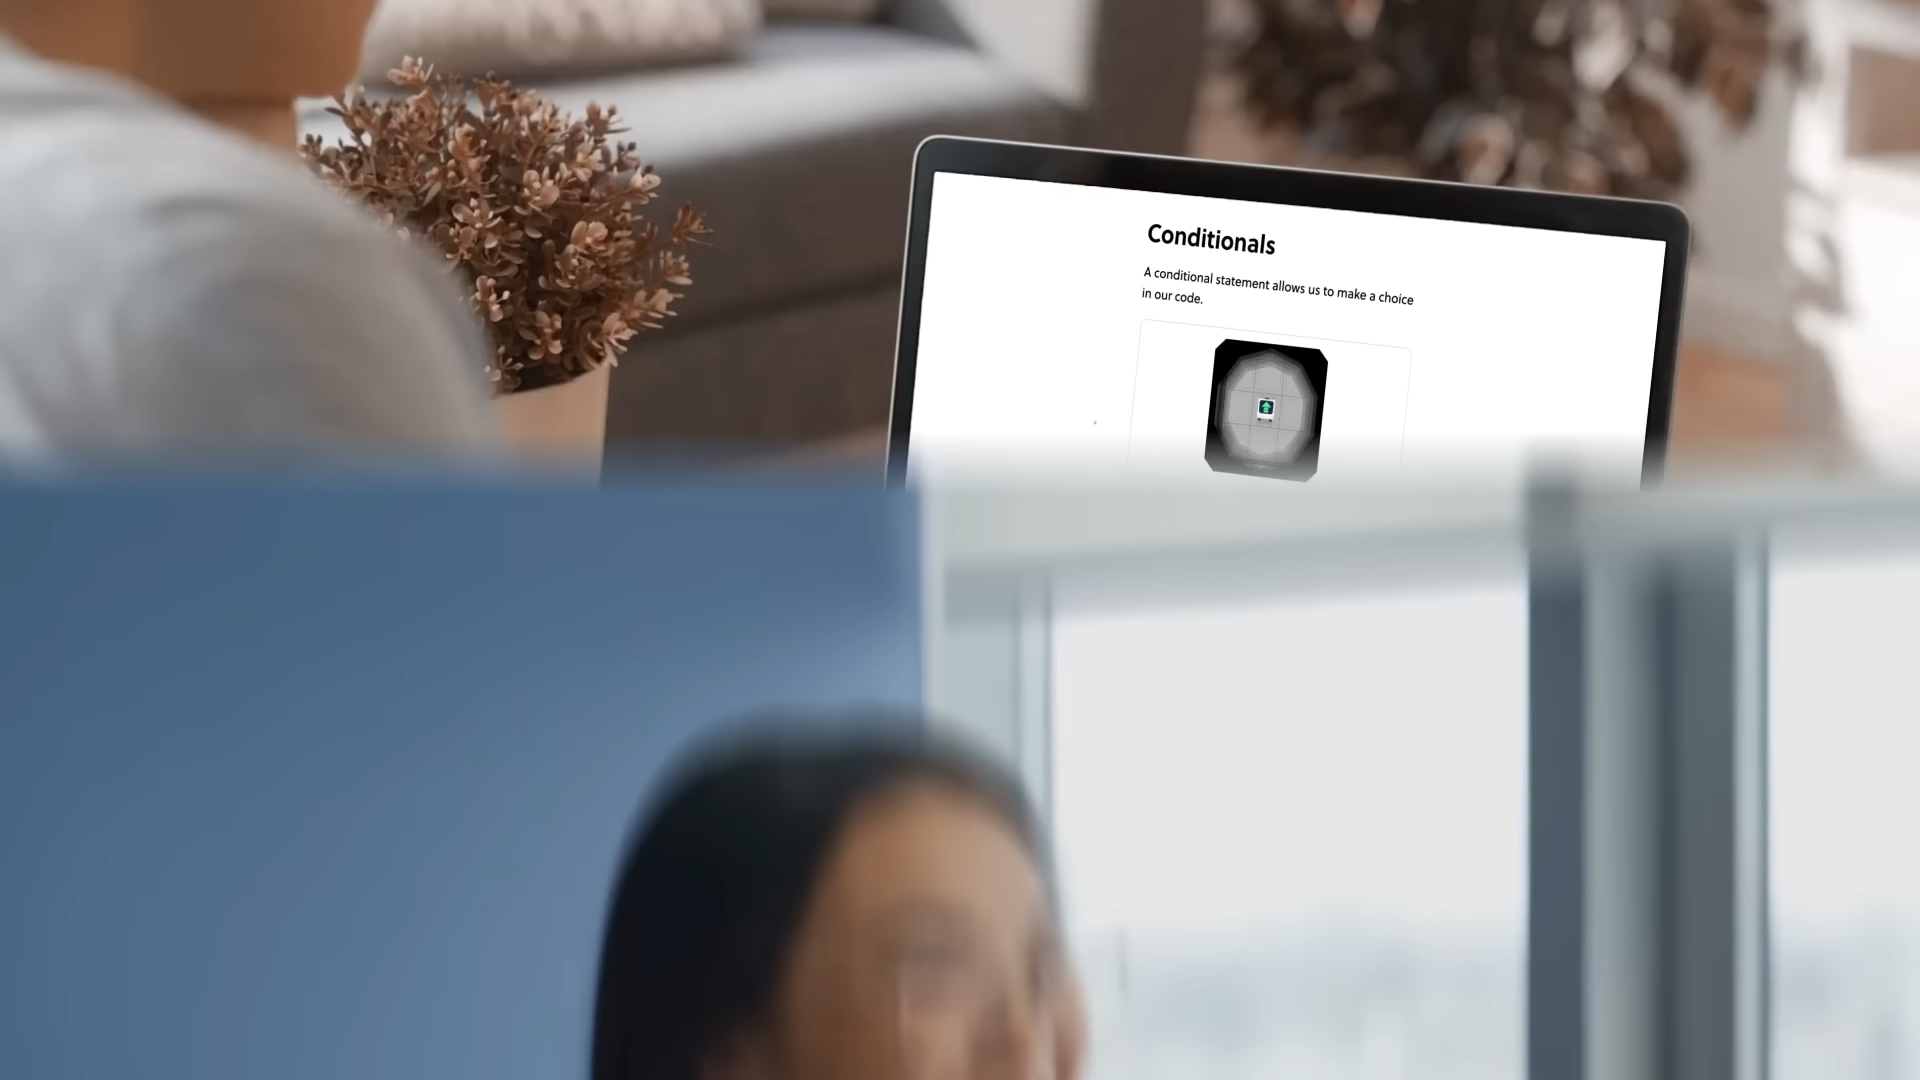 Conditionals
A conditional statement allows us to make a choice
in our code.